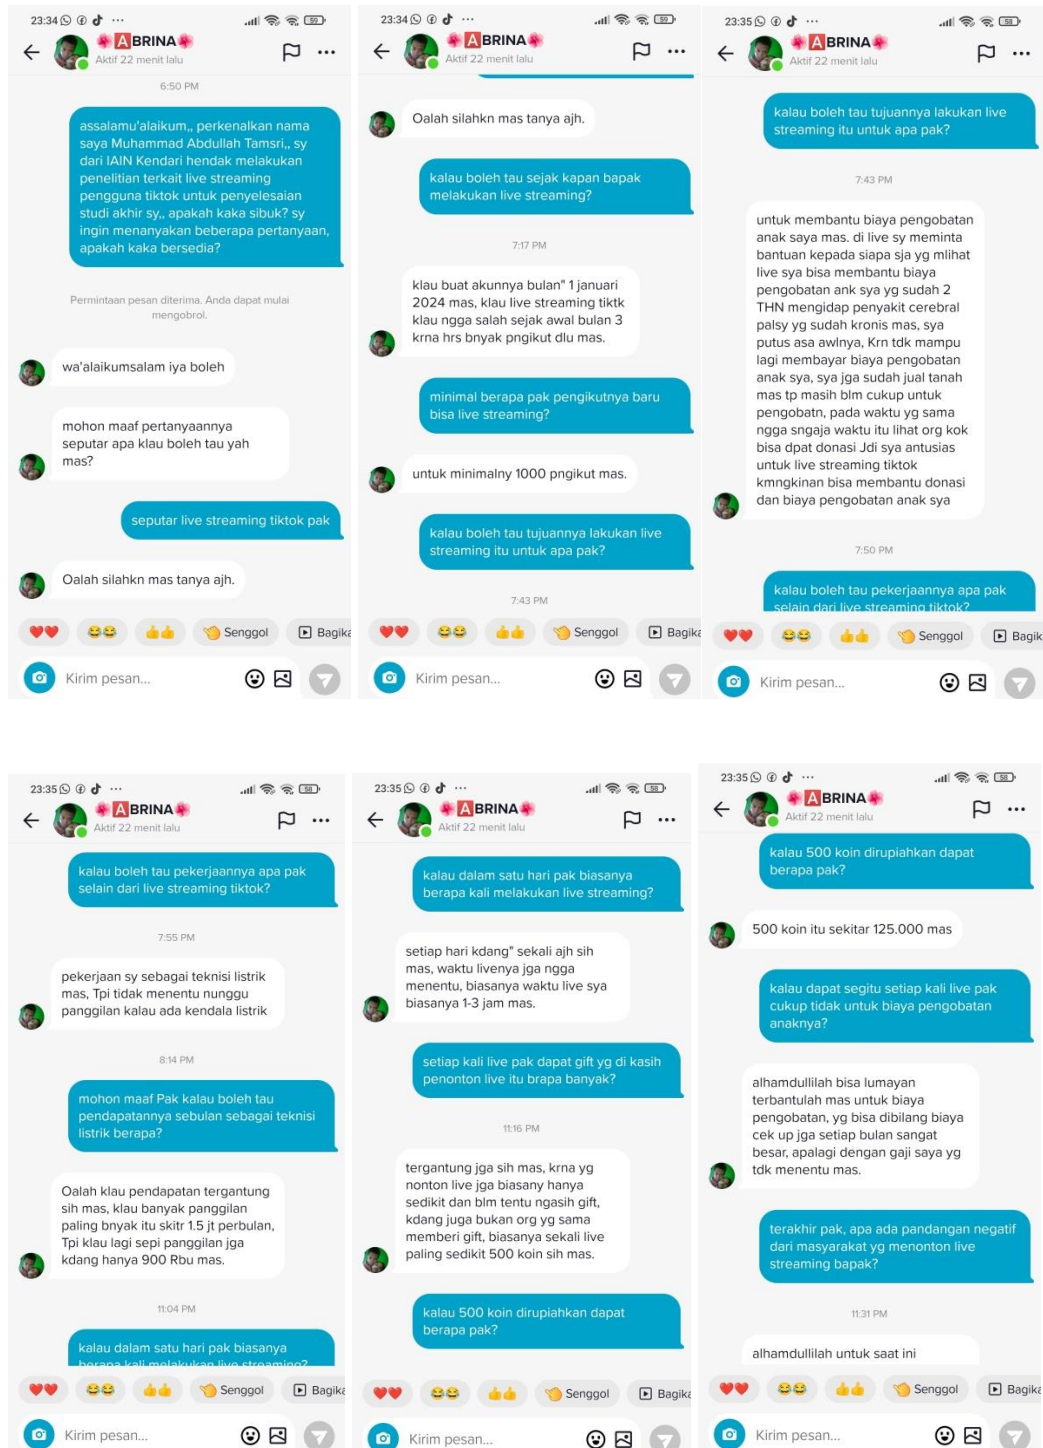 23:34 ...
59
ABRINA
Aktif 22 menit lalu
6:50 PM
assalamu'alaikum,, perkenalkan nama
saya Muhammad Abdullah Tamsri,, sy
dari IAIN Kendari hendak melakukan
penelitian terkait live streaming
pengguna tiktok untuk penyelesaian
studi akhir sy,, apakah kaka sibuk? sy
ingin menanyakan beberapa pertanyaan,
apakah kaka bersedia?
Permintaan pesan diterima. Anda dapat mulai
mengobrol.
wa'alaikumsalam iya boleh
mohon maaf pertanyaannya
seputar apa klau boleh tau yah
mas?
seputar live streaming tiktok pak
Oalah silahkn mas tanya ajh.
Senggol
Bagika
Kirim pesan...
23:34 ...
59
ABRINA
Aktif 22 menit lalu
Oalah silahkn mas tanya ajh.
kalau boleh tau sejak kapan bapak
melakukan live streaming?
7:17 PM
klau buat akunnya bulan" 1 januari
2024 mas, klau live streaming tiktk
klau ngga salah sejak awal bulan 3
krna hrs bnyak pngikut dlu mas.
minimal berapa pak pengikutnya baru
bisa live streaming?
untuk minimalny 1000 pngikut mas.
kalau boleh tau tujuannya lakukan live
streaming itu untuk apa pak?
7:43 PM
Senggol
Bagika
Kirim pesan...
23:35 ...
58
ABRINA
Aktif 22 menit lalu
kalau boleh tau tujuannya lakukan live
streaming itu untuk apa pak?
7:43 PM
untuk membantu biaya pengobatan
anak saya mas. di live sy meminta
bantuan kepada siapa sja yg mlihat
live sya bisa membantu biaya
pengobatan ank sya yg sudah 2
THN mengidap penyakit cerebral
palsy yg sudah kronis mas, sya
putus asa awlnya, Krn tdk mampu
lagi membayar biaya pengobatan
anak sya, sya jga sudah jual tanah
mas tp masih blm cukup untuk
pengobatn, pada waktu yg sama
ngga sngaja waktu itu lihat org kok
bisa dpat donasi Jdi sya antusias
untuk live streaming tiktok
kmngkinan bisa membantu donasi
dan biaya pengobatan anak sya
7:50 PM
kalau boleh tau pekerjaannya apa pak
selain dari live streaming tiktok?
Senggol
Bagik
Kirim pesan...
23:35 ...
58
ABRINA
Aktif 22 menit lalu
kalau boleh tau pekerjaannya apa pak
selain dari live streaming tiktok?
7:55 PM
pekerjaan sy sebagai teknisi listrik
mas, Tpi tidak menentu nunggu
panggilan kalau ada kendala listrik
8:14 PM
mohon maaf Pak kalau boleh tau
pendapatannya sebulan sebagai teknisi
listrik berapa?
Oalah klau pendapatan tergantung
sih mas, klau banyak panggilan
paling bnyak itu skitr 1.5 jt perbulan,
Tpi klau lagi sepi panggilan jga
kdang hanya 900 Rbu mas.
11:04 PM
kalau dalam satu hari pak biasanya
berapa kali melakukan live streaming?
Senggol
Bagika
Kirim pesan...
23:35 ...
58
ABRINA
Aktif 22 menit lalu
kalau dalam satu hari pak biasanya
berapa kali melakukan live streaming?
setiap hari kdang" sekali ajh sih
mas, waktu livenya jga ngga
menentu, biasanya waktu live sya
biasanya 1-3 jam mas.
setiap kali live pak dapat gift yg di kasih
penonton live itu brapa banyak?
11:16 PM
tergantung jga sih mas, krna yg
nonton live jga biasany hanya
sedikit dan blm tentu ngasih gift,
kdang juga bukan org yg sama
memberi gift, biasanya sekali live
paling sedikit 500 koin sih mas.
kalau 500 koin dirupiahkan dapat
berapa pak?
Senggol
Bagika
Kirim pesan...
23:35 ...
58
ABRINA
Aktif 22 menit lalu
kalau 500 koin dirupiahkan dapat
berapa pak?
500 koin itu sekitar 125.000 mas
kalau dapat segitu setiap kali live pak
cukup tidak untuk biaya pengobatan
anaknya?
alhamdullilah bisa lumayan
terbantulah mas untuk biaya
pengobatan, yg bisa dibilang biaya
cek up jga setiap bulan sangat
besar, apalagi dengan gaji saya yg
tdk menentu mas.
terakhir pak, apa ada pandangan negatif
dari masyarakat yg menonton live
streaming bapak?
11:31 PM
alhamdullilah untuk saat ini
Senggol
Bagika
Kirim pesan...